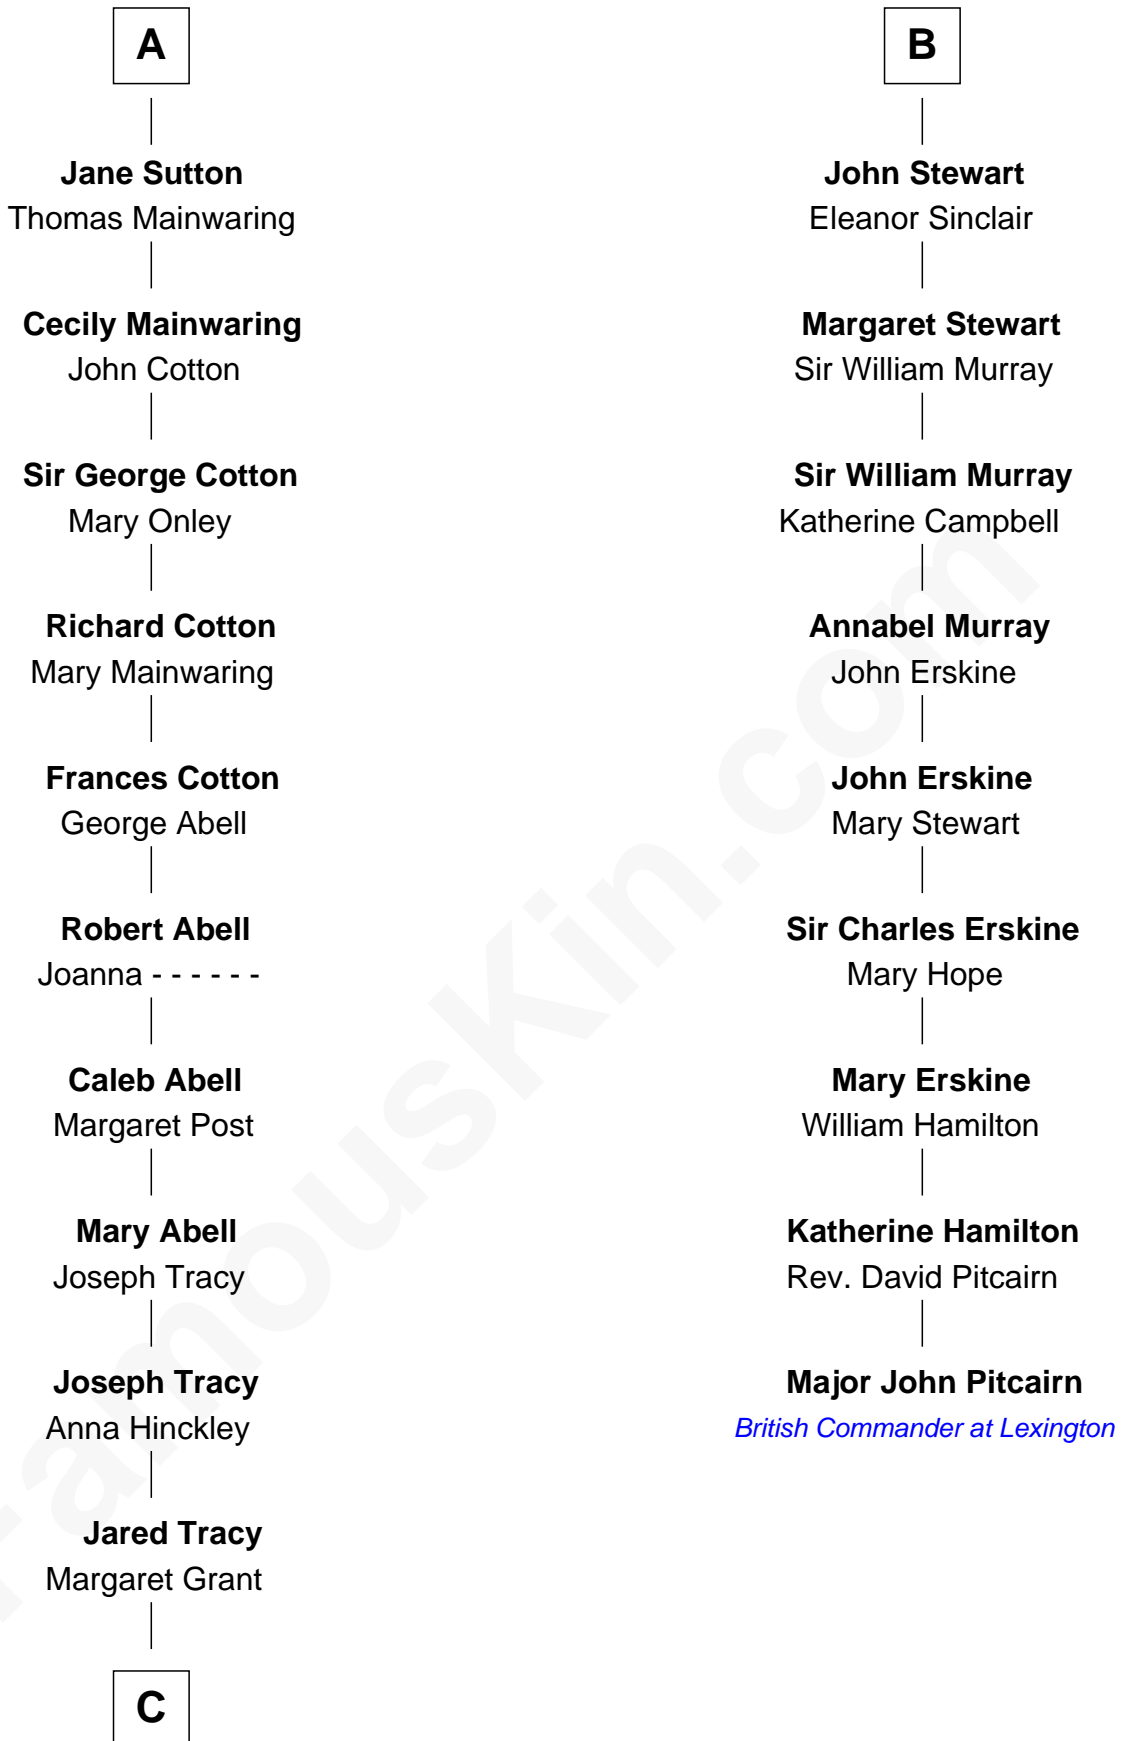 A
Jane Sutton
Thomas Mainwaring
Cecily Mainwaring
John Cotton
Sir George Cotton
Mary Onley
Richard Cotton
Mary Mainwaring
Frances Cotton
George Abell
Robert Abell
Joanna - - - - - -
Caleb Abell
Margaret Post
Mary Abell
Joseph Tracy
Joseph Tracy
Anna Hinckley
Jared Tracy
Margaret Grant
C
B
John Stewart
Eleanor Sinclair
Margaret Stewart
Sir William Murray
Sir William Murray
Katherine Campbell
Annabel Murray
John Erskine
John Erskine
Mary Stewart
Sir Charles Erskine
Mary Hope
Mary Erskine
William Hamilton
Katherine Hamilton
Rev. David Pitcairn
Major John Pitcairn
British Commander at Lexington
FamousKin.com